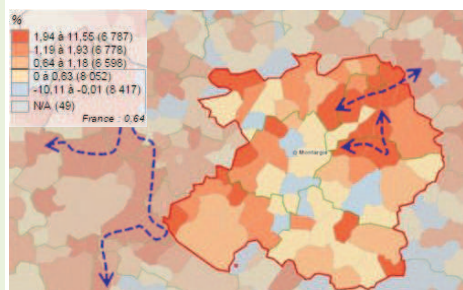 %
1,94 à 11,55 (6 787)
1,19 à 1,93 (6 778)
0,64 à 1,18 (6 598)
0 à 0,63 (8 052)
-10,11 à -0,01 (8 417)
N/A (49)
France : 0,64
Montargis